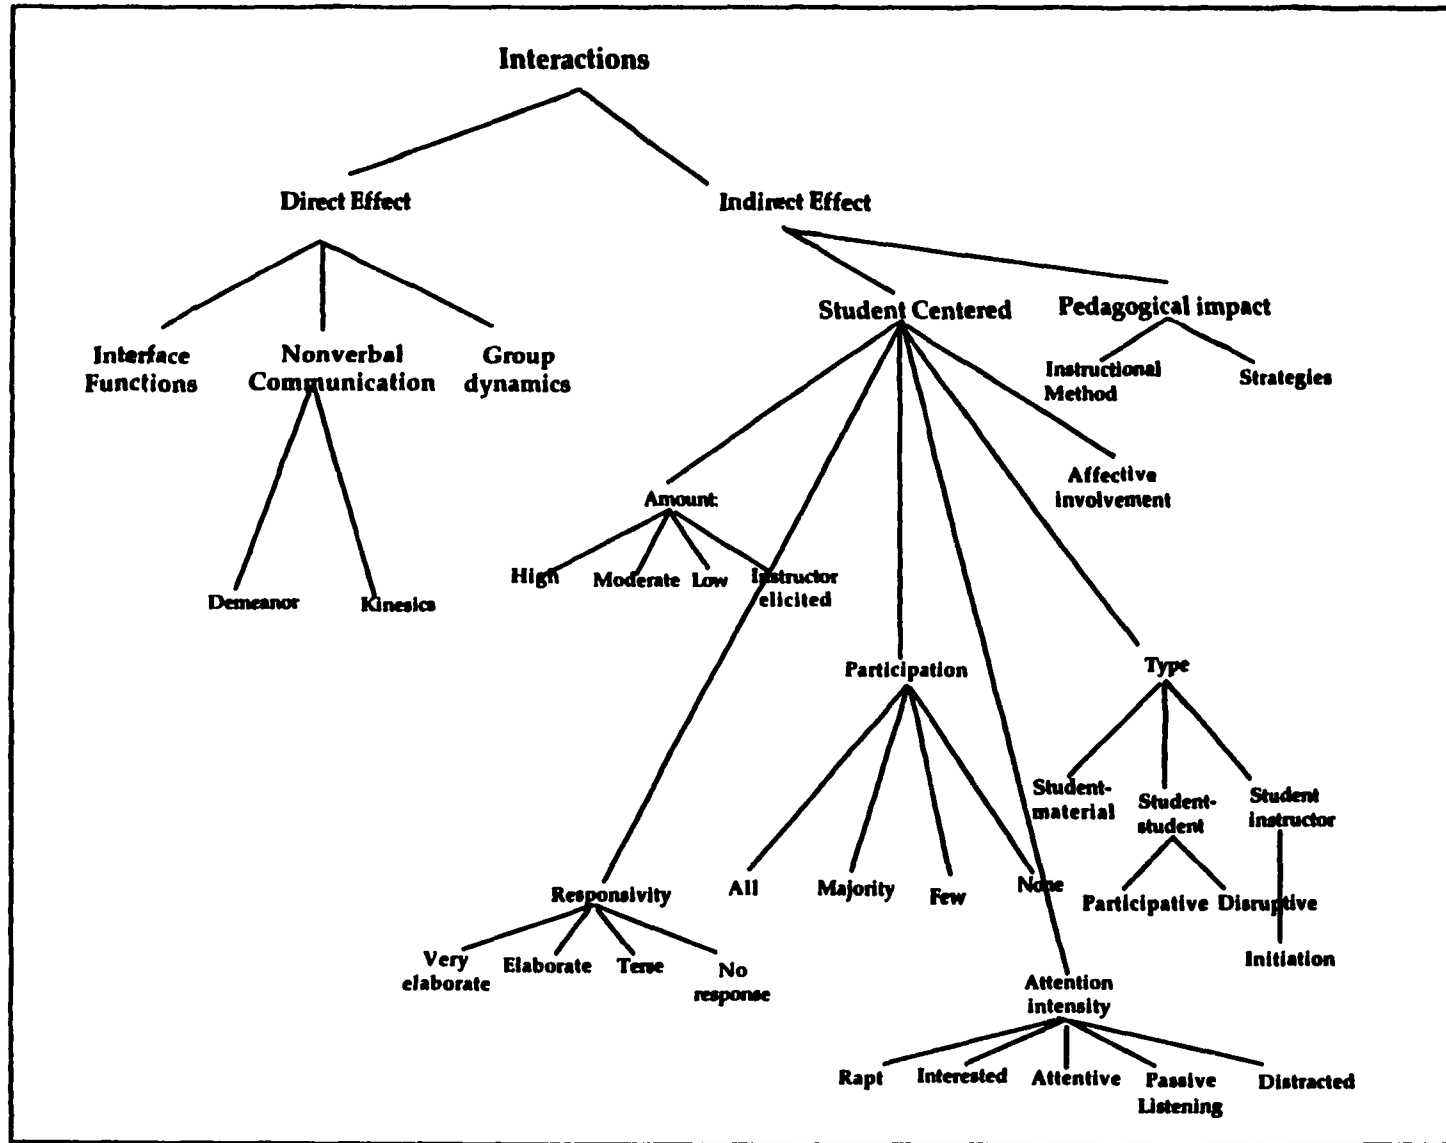 Interactions
Direct Effect
Indirect Effect
Student Centered
Pedagogical impact
Interface
Functions
Nonverbal
Communication
Group
dynamics
Instructional
Method
Strategies
Affective
involvement
Amount:
High
Moderate
Low
Instructor
elicited
Demeanor
Kinesics
Participation
Type
Student-
material
Student-
student
Student
instructor
Responsivity
All
Majority
Few
None
Participative
Disruptive
Very
elaborate
Elaborate
Terse
No
response
Initiation
Attention
intensity
Rapt
Interested
Attentive
Passive
Listening
Distracted